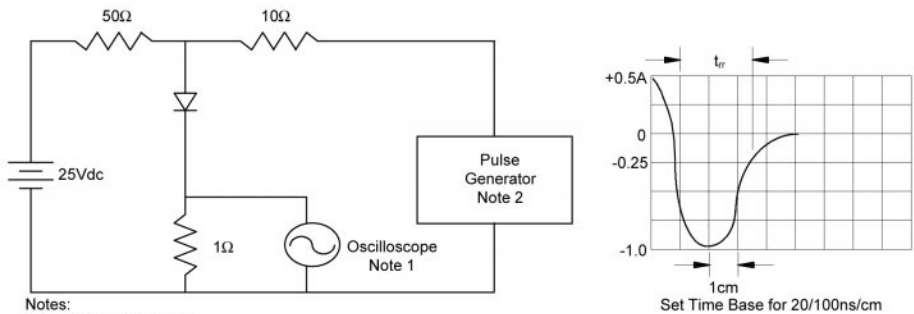 50Ω
10Ω
25Vdc
1Ω
Oscilloscope
Note 1
Pulse
Generator
Note 2
Notes:
trr
+0.5A
0
-0.25
-1.0
1cm
Set Time Base for 20/100ns/cm